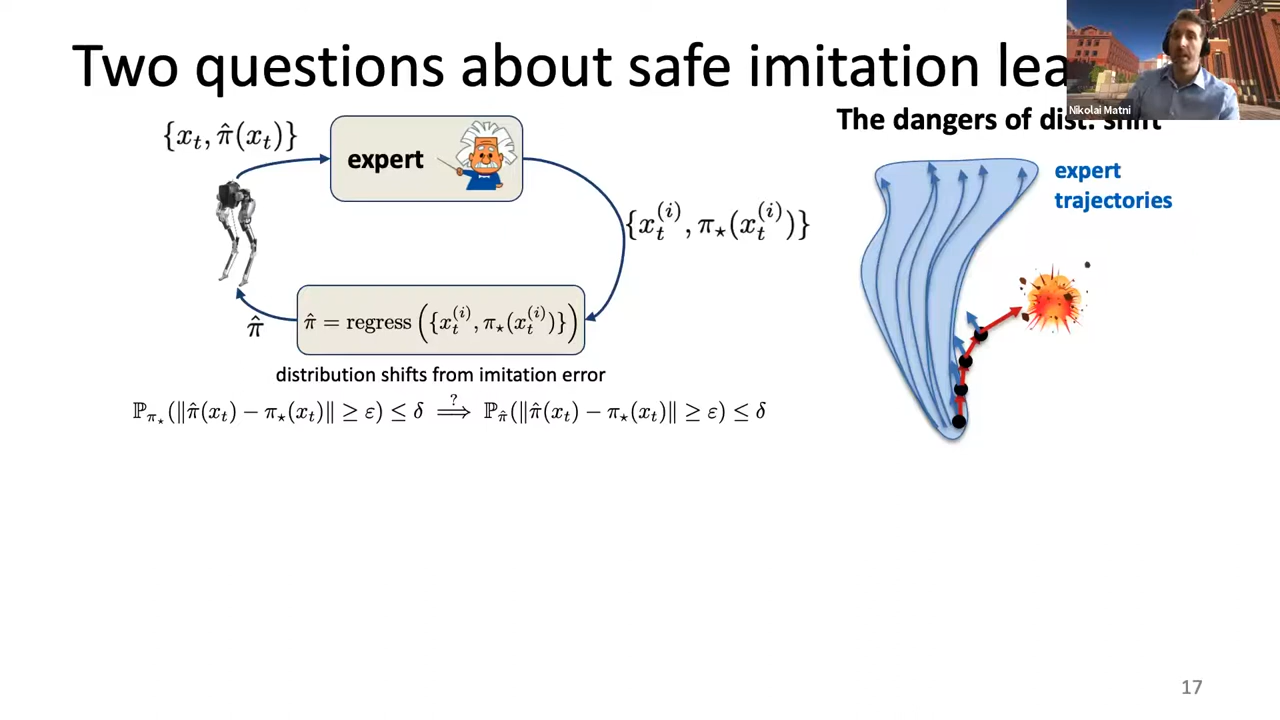 Two questions about safe imitation lea
Nikolai Matni
The dangers of dist. shift
{x_t, π̂(x_t)}
expert
expert
trajectories
{x_t^{(i)}, π_⋆(x_t^{(i)})}
π̂ = regress ({x_t^{(i)}, π_⋆(x_t^{(i)})})
π̂
distribution shifts from imitation error
ℙ_{π_⋆}(‖π̂(x_t) − π_⋆(x_t)‖ ≥ ε) ≤ δ ⟹^? ℙ_{π̂}(‖π̂(x_t) − π_⋆(x_t)‖ ≥ ε) ≤ δ
17